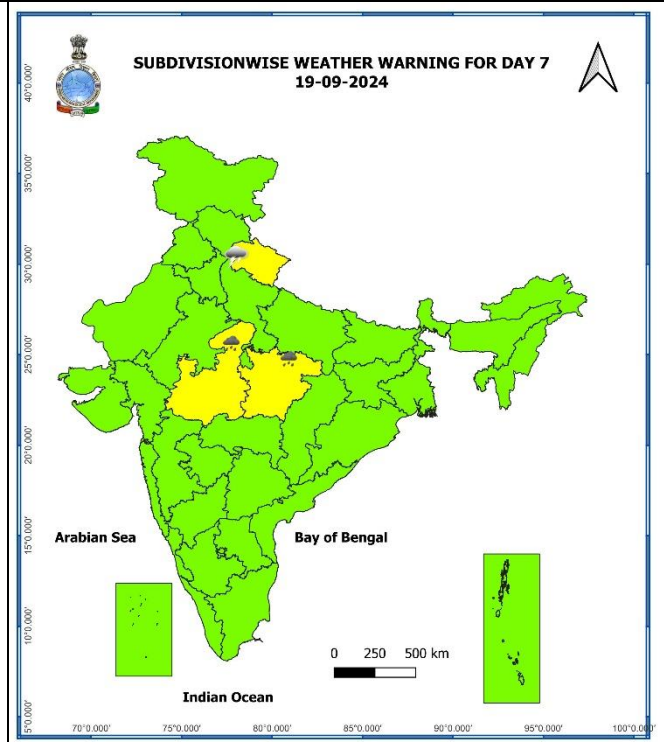 SUBDIVISIONWISE WEATHER WARNING FOR DAY 7
19-09-2024
40°0.000'
35°0.000'
30°0.000'
25°0.000'
20°0.000'
15°0.000'
10°0.000'
5°0.000'
Arabian Sea
Bay of Bengal
0 250 500 km
Indian Ocean
70°0.000' 75°0.000' 80°0.000' 85°0.000' 90°0.000' 95°0.000' 100°0.000'